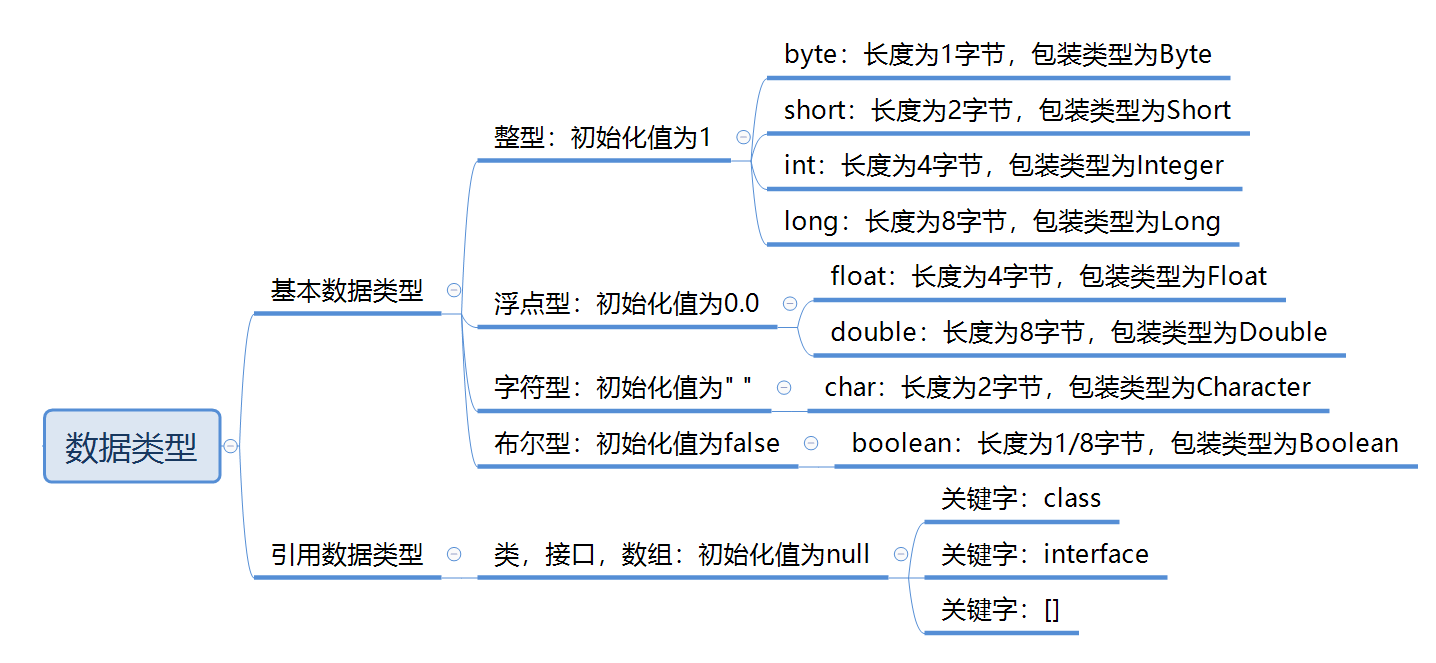 数据类型
基本数据类型
整型：初始化值为1
byte：长度为1字节，包装类型为Byte
short：长度为2字节，包装类型为Short
int：长度为4字节，包装类型为Integer
long：长度为8字节，包装类型为Long
浮点型：初始化值为0.0
float：长度为4字节，包装类型为Float
double：长度为8字节，包装类型为Double
字符型：初始化值为" "
char：长度为2字节，包装类型为Character
布尔型：初始化值为false
boolean：长度为1/8字节，包装类型为Boolean
引用数据类型
类，接口，数组：初始化值为null
关键字：class
关键字：interface
关键字：[]